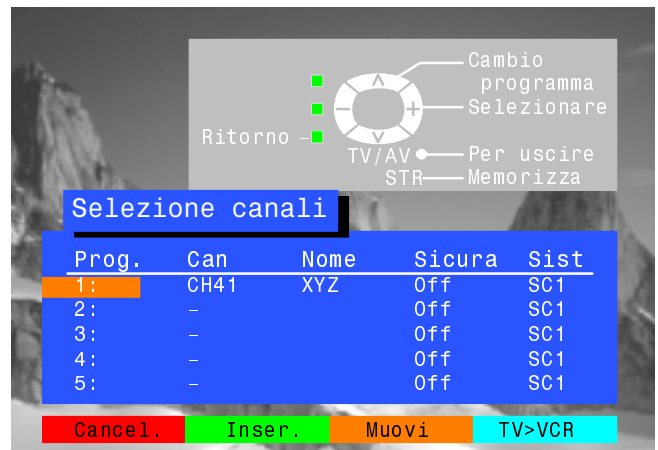 Cambio
programma
Selezionare
Ritorno
TV/AV Per uscire
STR Memorizza
Selezione canali
Prog. Can Nome Sicura Sist
1: CH41 XYZ Off SC1
2: - Off SC1
3: - Off SC1
4: - Off SC1
5: - Off SC1
Cancel. Inser. Muovi TV>VCR